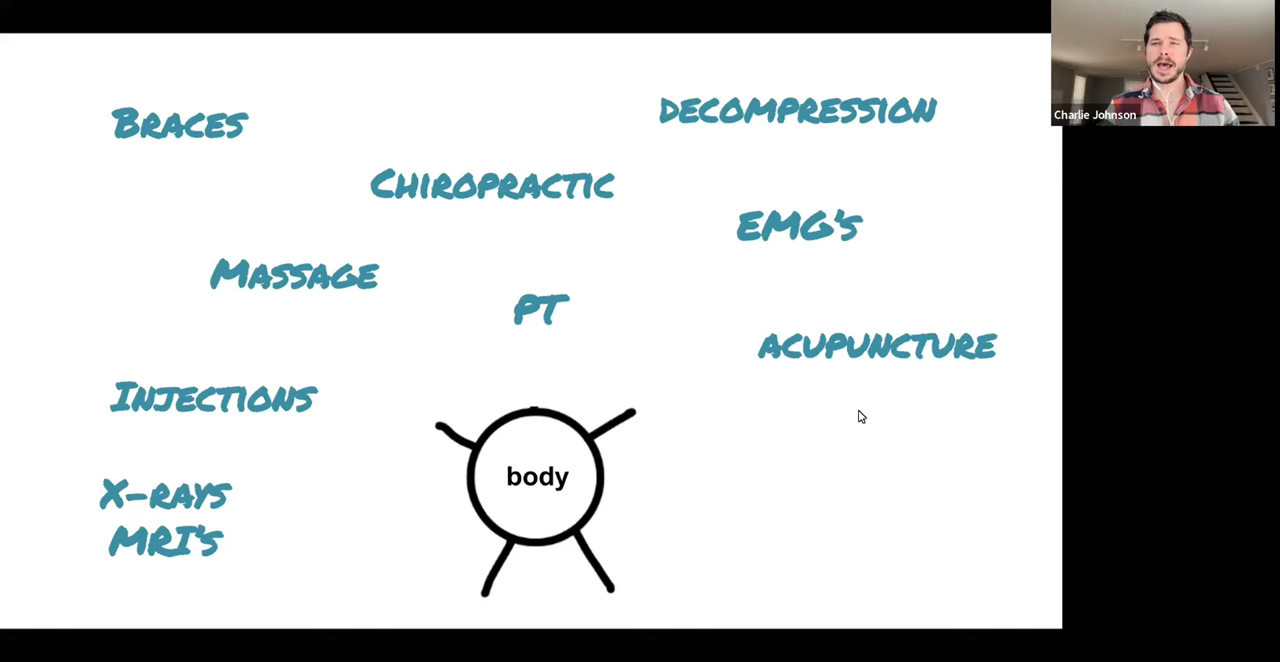 Braces
DECOMPRESSION
Charlie Johnson
Chiropractic
EMG's
Massage
PT
ACUPUNCTURE
Injections
body
X-rays
MRI's